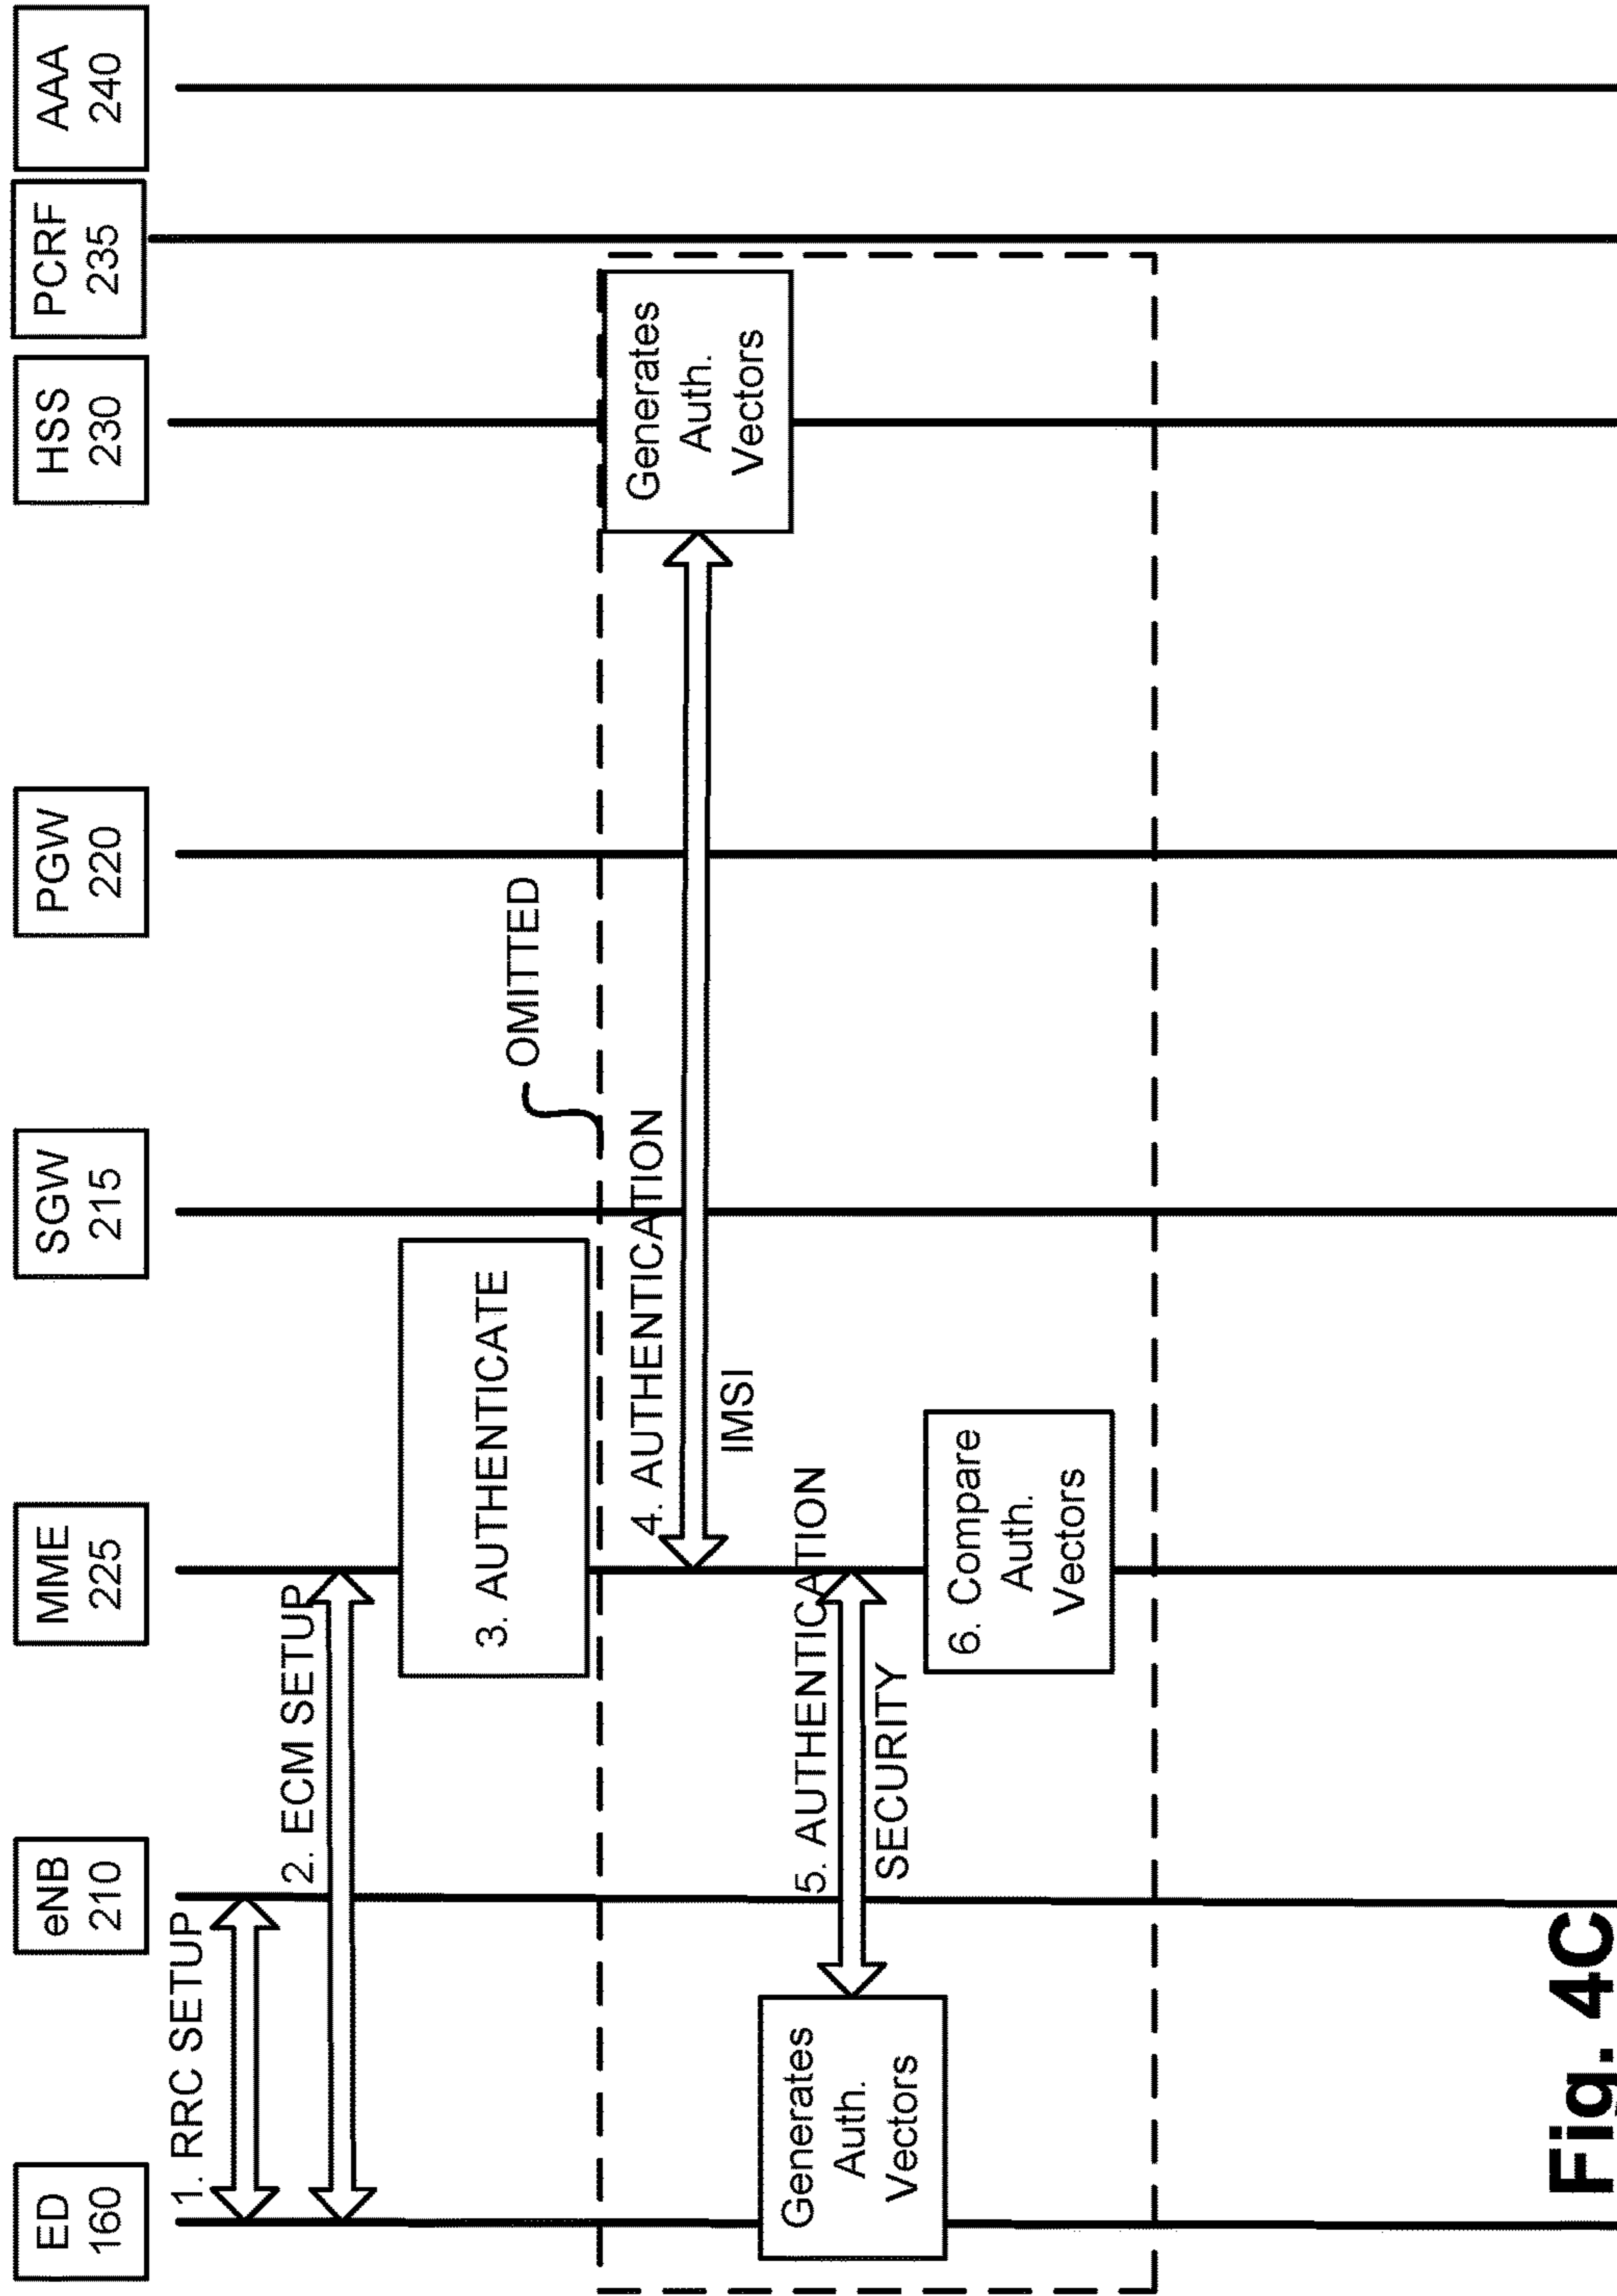 ED
160
eNB
210
MME
225
SGW
215
PGW
220
HSS
230
PCRF
235
AAA
240
1. RRC SETUP
2. ECM SETUP
3. AUTHENTICATE
OMITTED
4. AUTHENTICATION
IMSI
Generates
Auth.
Vectors
5. AUTHENTICATION
SECURITY
Generates
Auth.
Vectors
6. Compare
Auth.
Vectors
Fig. 4C